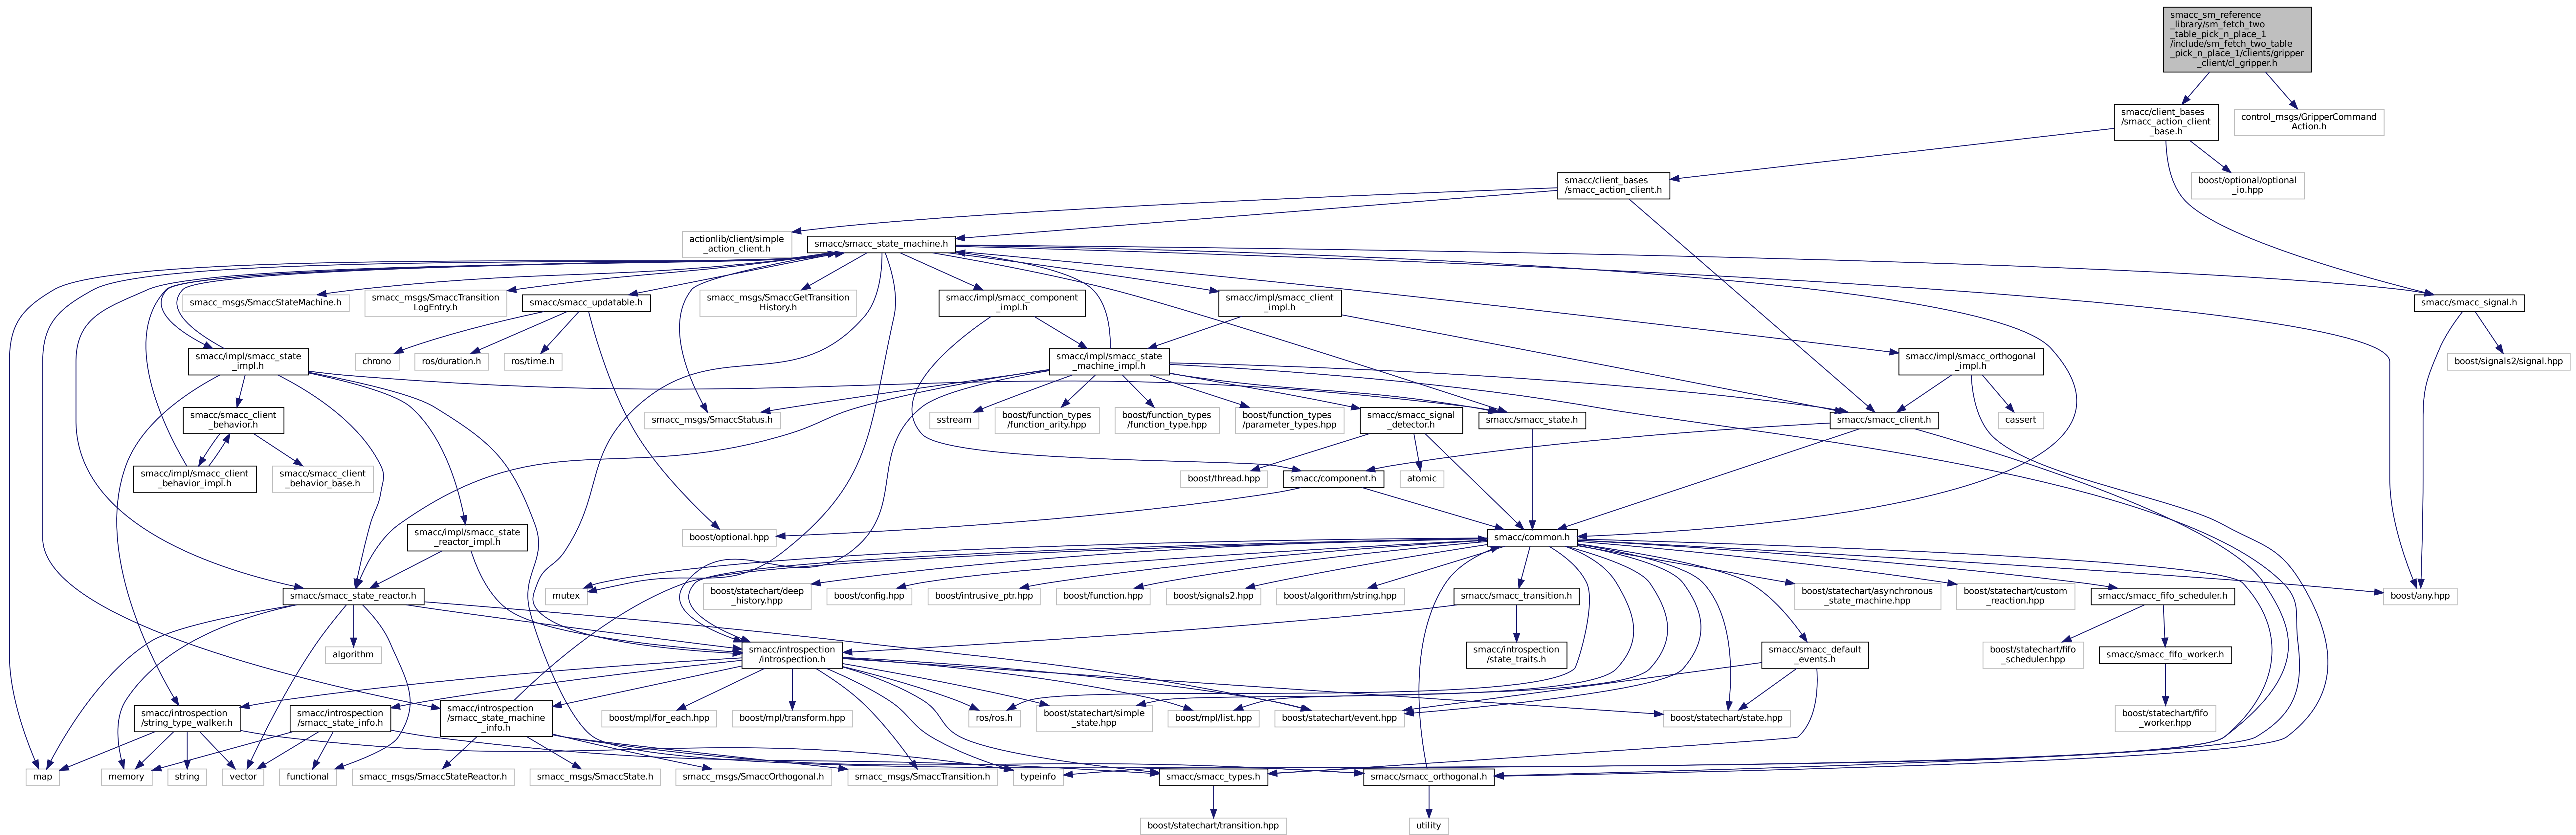 smacc_sm_reference
_library/sm_fetch_two
_table_pick_n_place_1
/include/sm_fetch_two_table
_pick_n_place_1/clients/gripper
_client/cl_gripper.h
smacc/client_bases
/smacc_action_client
_base.h
control_msgs/GripperCommand
Action.h
smacc/client_bases
/smacc_action_client.h
boost/optional/optional
_io.hpp
actionlib/client/simple
_action_client.h
smacc/smacc_state_machine.h
smacc_msgs/SmaccStateMachine.h
smacc_msgs/SmaccTransition
LogEntry.h
smacc/smacc_updatable.h
smacc_msgs/SmaccGetTransition
History.h
smacc/impl/smacc_component
_impl.h
smacc/impl/smacc_client
_impl.h
smacc/smacc_signal.h
smacc/impl/smacc_state
_impl.h
chrono
ros/duration.h
ros/time.h
smacc/impl/smacc_state
_machine_impl.h
smacc/impl/smacc_orthogonal
_impl.h
boost/signals2/signal.hpp
smacc/smacc_client
_behavior.h
smacc_msgs/SmaccStatus.h
sstream
boost/function_types
/function_arity.hpp
boost/function_types
/function_type.hpp
boost/function_types
/parameter_types.hpp
smacc/smacc_signal
_detector.h
smacc/smacc_state.h
smacc/smacc_client.h
cassert
smacc/impl/smacc_client
_behavior_impl.h
smacc/smacc_client
_behavior_base.h
boost/thread.hpp
smacc/component.h
atomic
smacc/impl/smacc_state
_reactor_impl.h
boost/optional.hpp
smacc/common.h
smacc/smacc_state_reactor.h
mutex
boost/statechart/deep
_history.hpp
boost/config.hpp
boost/intrusive_ptr.hpp
boost/function.hpp
boost/signals2.hpp
boost/algorithm/string.hpp
smacc/smacc_transition.h
boost/statechart/asynchronous
_state_machine.hpp
boost/statechart/custom
_reaction.hpp
smacc/smacc_fifo_scheduler.h
boost/any.hpp
algorithm
smacc/introspection
/introspection.h
smacc/introspection
/state_traits.h
smacc/smacc_default
_events.h
boost/statechart/fifo
_scheduler.hpp
smacc/smacc_fifo_worker.h
smacc/introspection
/string_type_walker.h
smacc/introspection
/smacc_state_info.h
smacc/introspection
/smacc_state_machine
_info.h
boost/mpl/for_each.hpp
boost/mpl/transform.hpp
ros/ros.h
boost/statechart/simple
_state.hpp
boost/mpl/list.hpp
boost/statechart/event.hpp
boost/statechart/state.hpp
boost/statechart/fifo
_worker.hpp
map
memory
string
vector
functional
smacc_msgs/SmaccStateReactor.h
smacc_msgs/SmaccState.h
smacc_msgs/SmaccOrthogonal.h
smacc_msgs/SmaccTransition.h
typeinfo
smacc/smacc_types.h
smacc/smacc_orthogonal.h
boost/statechart/transition.hpp
utility